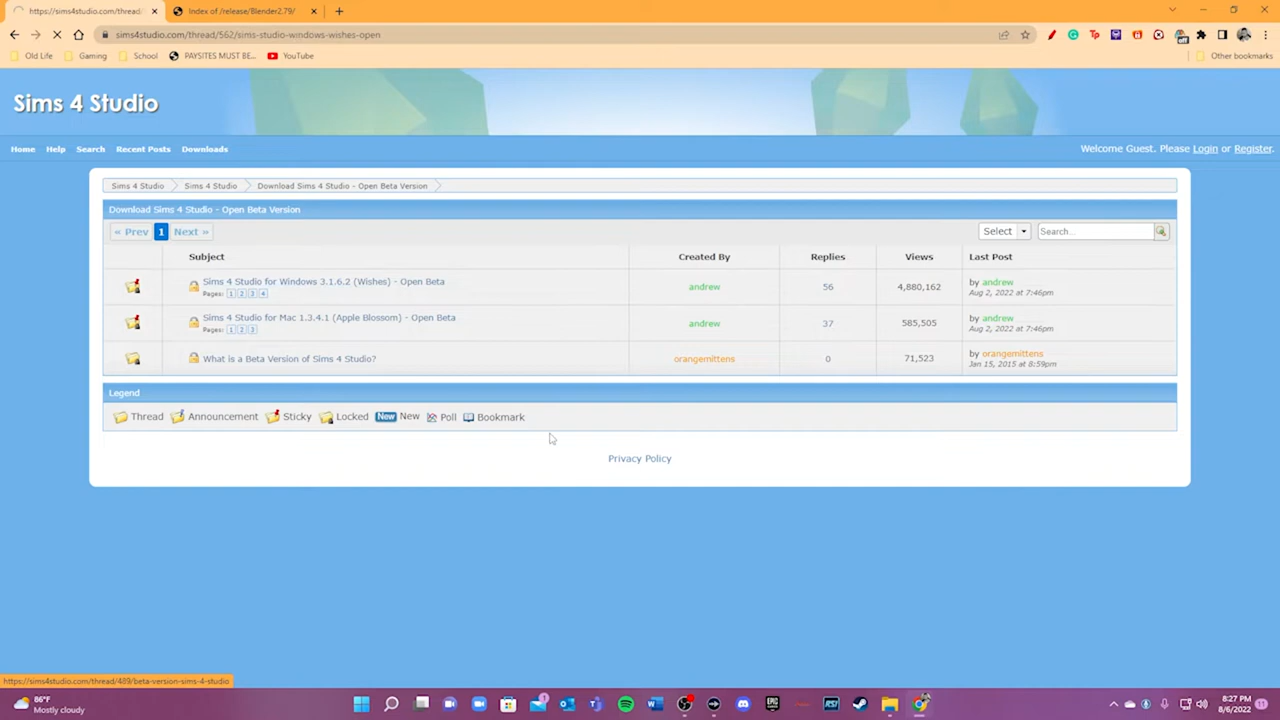 https://sims4studio.com/thread/5
Index of /release/Blender2.79/
sims4studio.com/thread/562/sims-studio-windows-wishes-open
Old Life Gaming School PAYSITES MUST BE... YouTube Other bookmarks
Sims 4 Studio
Home Help Search Recent Posts Downloads Welcome Guest. Please Login or Register.
Sims 4 Studio Sims 4 Studio Download Sims 4 Studio - Open Beta Version
Download Sims 4 Studio - Open Beta Version
« Prev 1 Next » Select Search...
Subject Created By Replies Views Last Post
Sims 4 Studio for Windows 3.1.6.2 (Wishes) - Open Beta
Pages: 1 2 3 4
andrew 56 4,880,162
by andrew
Aug 2, 2022 at 7:46pm
Sims 4 Studio for Mac 1.3.4.1 (Apple Blossom) - Open Beta
Pages: 1 2 3
andrew 37 585,505
by andrew
Aug 2, 2022 at 7:46pm
What is a Beta Version of Sims 4 Studio? orangemittens 0 71,523
by orangemittens
Jan 15, 2015 at 8:59pm
Legend
Thread Announcement Sticky Locked New New Poll Bookmark
Privacy Policy
https://sims4studio.com/thread/489/beta-version-sims-4-studio
86°F
Mostly cloudy
8:27 PM
8/6/2022